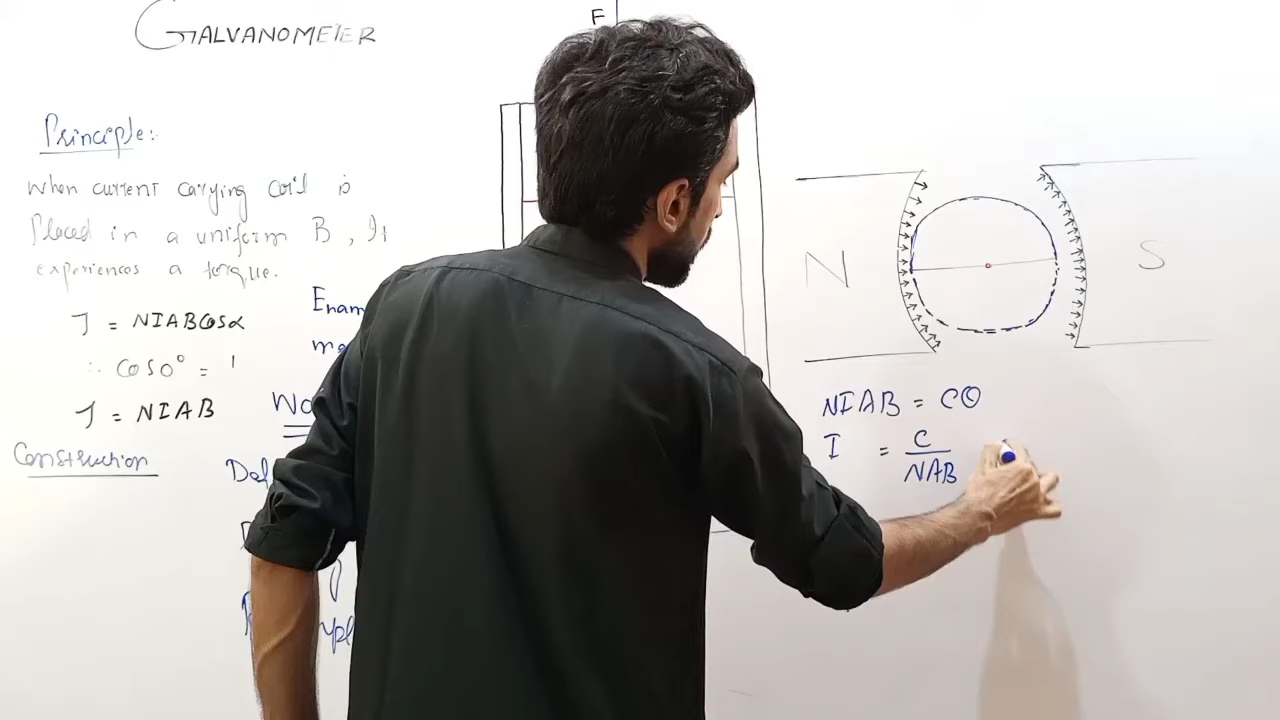 GALVANOMETER
F
Principle:
When current carrying coil is
Placed in a uniform B, It
experiences a torque.
τ = NIABCosα
∴ Cos0° = 1
τ = NIAB
Construction
N
S
NIAB = Cθ
I = C
NAB